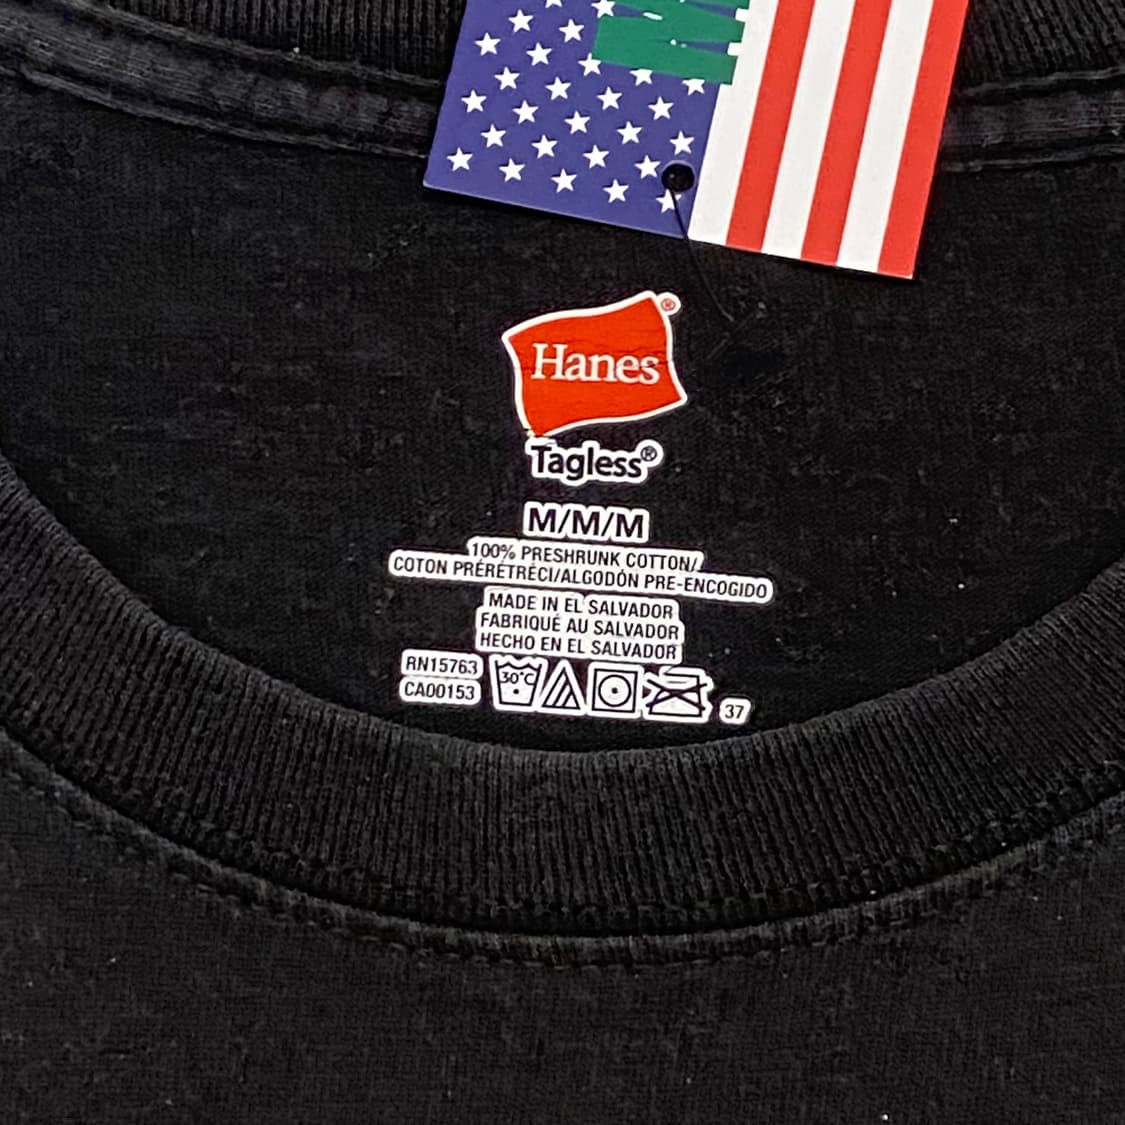 Hanes®
Tagless®
M/M/M
100% PRESHRUNK COTTON/
COTON PRÉRÉTRÉCI/ALGODÓN PRE-ENCOGIDO
MADE IN EL SALVADOR
FABRIQUÉ AU SALVADOR
HECHO EN EL SALVADOR
RN15763
CA00153
30°C
37